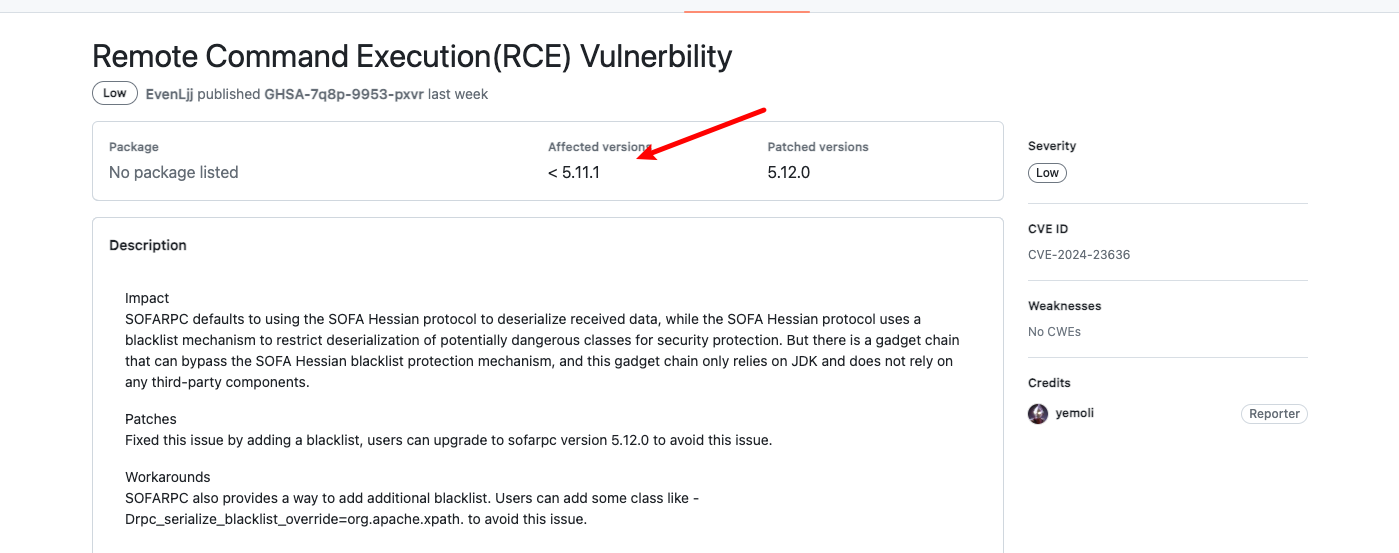 Remote Command Execution(RCE) Vulnerbility
Low EvenLjj published GHSA-7q8p-9953-pxvr last week
Package
No package listed
Affected versions
< 5.11.1
Patched versions
5.12.0
Description
Impact
SOFARPC defaults to using the SOFA Hessian protocol to deserialize received data, while the SOFA Hessian protocol uses a
blacklist mechanism to restrict deserialization of potentially dangerous classes for security protection. But there is a gadget chain
that can bypass the SOFA Hessian blacklist protection mechanism, and this gadget chain only relies on JDK and does not rely on
any third-party components.
Patches
Fixed this issue by adding a blacklist, users can upgrade to sofarpc version 5.12.0 to avoid this issue.
Workarounds
SOFARPC also provides a way to add additional blacklist. Users can add some class like -
Drpc_serialize_blacklist_override=org.apache.xpath. to avoid this issue.
Severity
Low
CVE ID
CVE-2024-23636
Weaknesses
No CWEs
Credits
yemoli Reporter